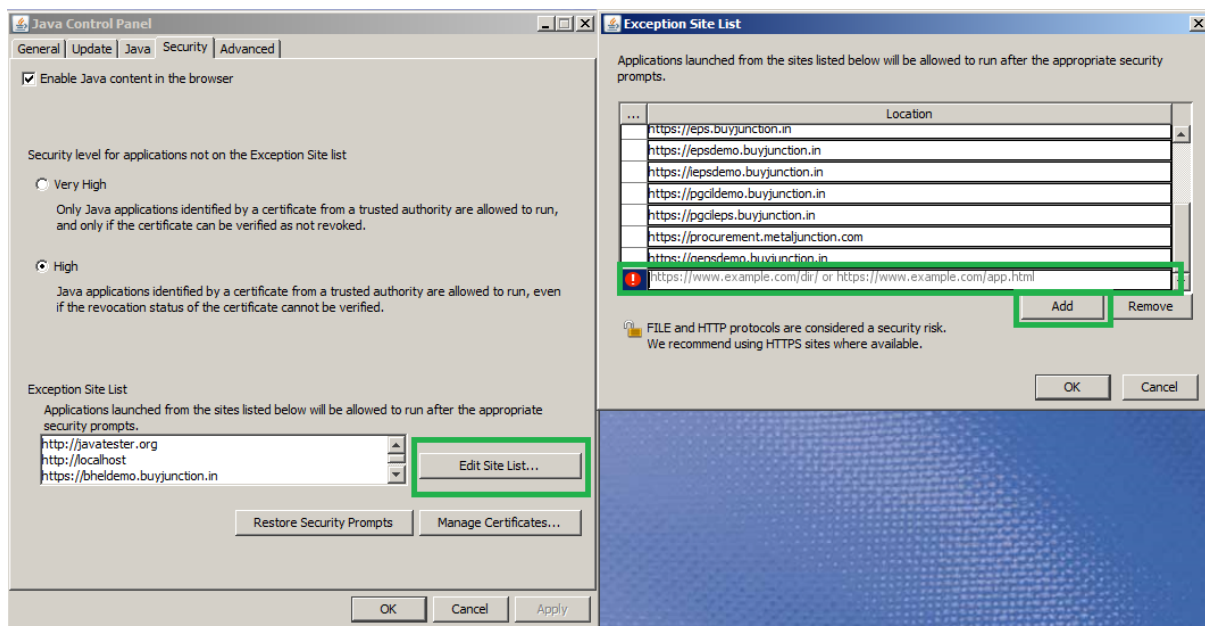 Java Control Panel
General Update Java Security Advanced
Enable Java content in the browser
Security level for applications not on the Exception Site list
Very High
Only Java applications identified by a certificate from a trusted authority are allowed to run,
and only if the certificate can be verified as not revoked.
High
Java applications identified by a certificate from a trusted authority are allowed to run, even
if the revocation status of the certificate cannot be verified.
Exception Site List
Applications launched from the sites listed below will be allowed to run after the appropriate
security prompts.
http://javatester.org
http://localhost
https://bheldemo.buyjunction.in
Edit Site List...
Restore Security Prompts Manage Certificates...
OK Cancel Apply
Exception Site List
Applications launched from the sites listed below will be allowed to run after the appropriate security
prompts.
... Location
https://eps.buyjunction.in
https://epsdemo.buyjunction.in
https://iepsdemo.buyjunction.in
https://pgcildemo.buyjunction.in
https://pgcileps.buyjunction.in
https://procurement.metaljunction.com
https://qepsdemo.buyjunction.in
https://www.example.com/dir/ or https://www.example.com/app.html
Add Remove
FILE and HTTP protocols are considered a security risk.
We recommend using HTTPS sites where available.
OK Cancel